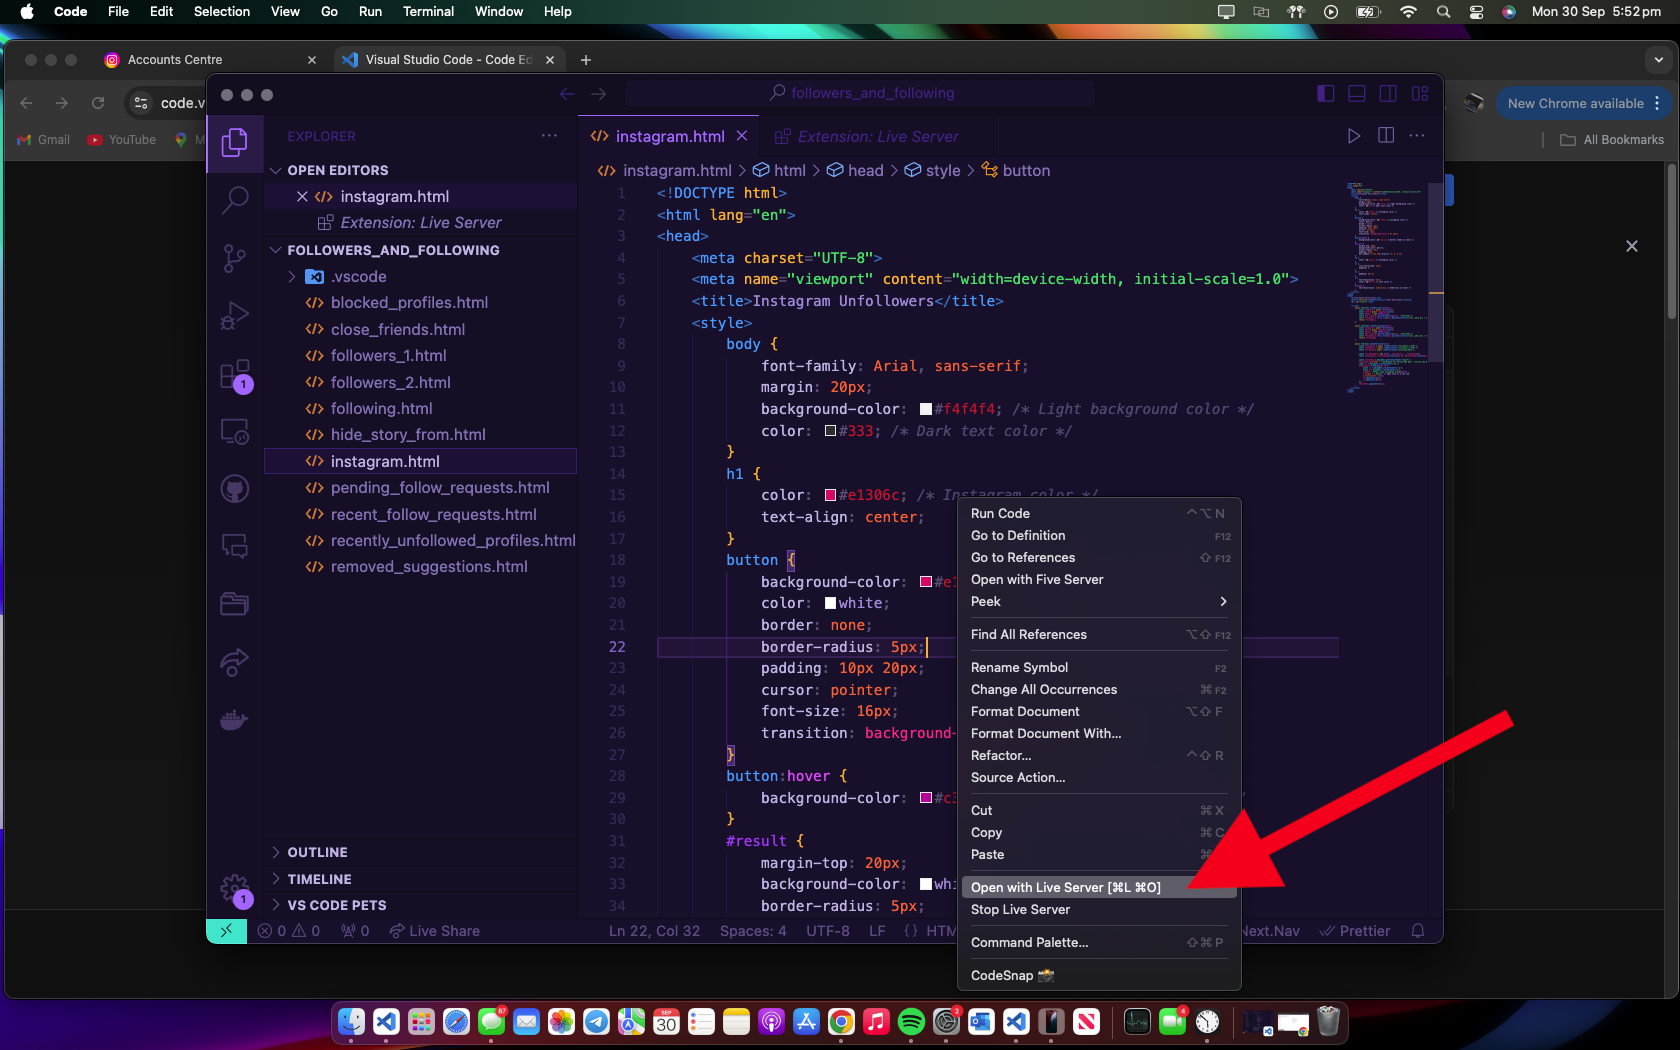 Code File Edit Selection View Go Run Terminal Window Help
Mon 30 Sep 5:52 pm
Accounts Centre
Visual Studio Code - Code Ed
code.v
New Chrome available
Gmail YouTube M
All Bookmarks
followers_and_following
EXPLORER
OPEN EDITORS
instagram.html
Extension: Live Server
FOLLOWERS_AND_FOLLOWING
.vscode
blocked_profiles.html
close_friends.html
followers_1.html
followers_2.html
following.html
hide_story_from.html
instagram.html
pending_follow_requests.html
recent_follow_requests.html
recently_unfollowed_profiles.html
removed_suggestions.html
OUTLINE
TIMELINE
VS CODE PETS
1
1
instagram.html
Extension: Live Server
instagram.html > html > head > style > button
1 <!DOCTYPE html>
2 <html lang="en">
3 <head>
4 <meta charset="UTF-8">
5 <meta name="viewport" content="width=device-width, initial-scale=1.0">
6 <title>Instagram Unfollowers</title>
7 <style>
8 body {
9 font-family: Arial, sans-serif;
10 margin: 20px;
11 background-color: #f4f4f4; /* Light background color */
12 color: #333; /* Dark text color */
13 }
14 h1 {
15 color: #e1306c; /* Instagram color */
16 text-align: center;
17 }
18 button {
19 background-color: #e1
20 color: white;
21 border: none;
22 border-radius: 5px;
23 padding: 10px 20px;
24 cursor: pointer;
25 font-size: 16px;
26 transition: background-
27 }
28 button:hover {
29 background-color: #c3
30 }
31 #result {
32 margin-top: 20px;
33 background-color: whi
34 border-radius: 5px;
Run Code ^⌥N
Go to Definition F12
Go to References ⇧F12
Open with Five Server
Peek
Find All References ⌥⇧F12
Rename Symbol F2
Change All Occurrences ⌘F2
Format Document ⌥⇧F
Format Document With...
Refactor... ^⇧R
Source Action...
Cut ⌘X
Copy ⌘C
Paste ⌘
Open with Live Server [⌘L ⌘O]
Stop Live Server
Command Palette... ⇧⌘P
CodeSnap 📸
0 0 0 Live Share
Ln 22, Col 32 Spaces: 4 UTF-8 LF {} HTM
Next.Nav Prettier
87
SEP
30
2
4